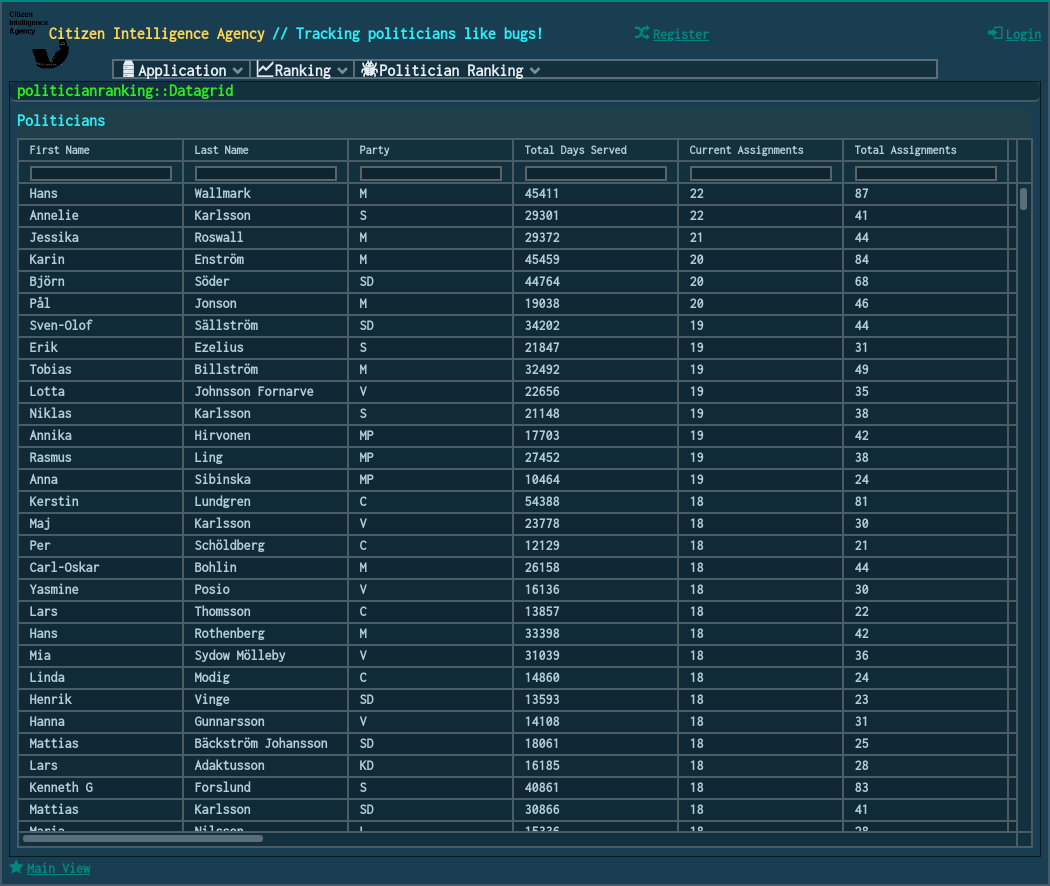 Citizen
Intelligence
Agency
Citizen Intelligence Agency // Tracking politicians like bugs!
Register
Login
Application
Ranking
Politician Ranking
politicianranking::Datagrid
Politicians
First Name Last Name Party Total Days Served Current Assignments Total Assignments
Hans Wallmark M 45411 22 87
Annelie Karlsson S 29301 22 41
Jessika Roswall M 29372 21 44
Karin Enström M 45459 20 84
Björn Söder SD 44764 20 68
Pål Jonson M 19038 20 46
Sven-Olof Sällström SD 34202 19 44
Erik Ezelius S 21847 19 31
Tobias Billström M 32492 19 49
Lotta Johnsson Fornarve V 22656 19 35
Niklas Karlsson S 21148 19 38
Annika Hirvonen MP 17703 19 42
Rasmus Ling MP 27452 19 38
Anna Sibinska MP 10464 19 24
Kerstin Lundgren C 54388 18 81
Maj Karlsson V 23778 18 30
Per Schöldberg C 12129 18 21
Carl-Oskar Bohlin M 26158 18 44
Yasmine Posio V 16136 18 30
Lars Thomsson C 13857 18 22
Hans Rothenberg M 33398 18 42
Mia Sydow Mölleby V 31039 18 36
Linda Modig C 14860 18 24
Henrik Vinge SD 13593 18 23
Hanna Gunnarsson V 14108 18 31
Mattias Bäckström Johansson SD 18061 18 25
Lars Adaktusson KD 16185 18 28
Kenneth G Forslund S 40861 18 83
Mattias Karlsson SD 30866 18 41
Maria Nilsson L 15336 18 28
Main View